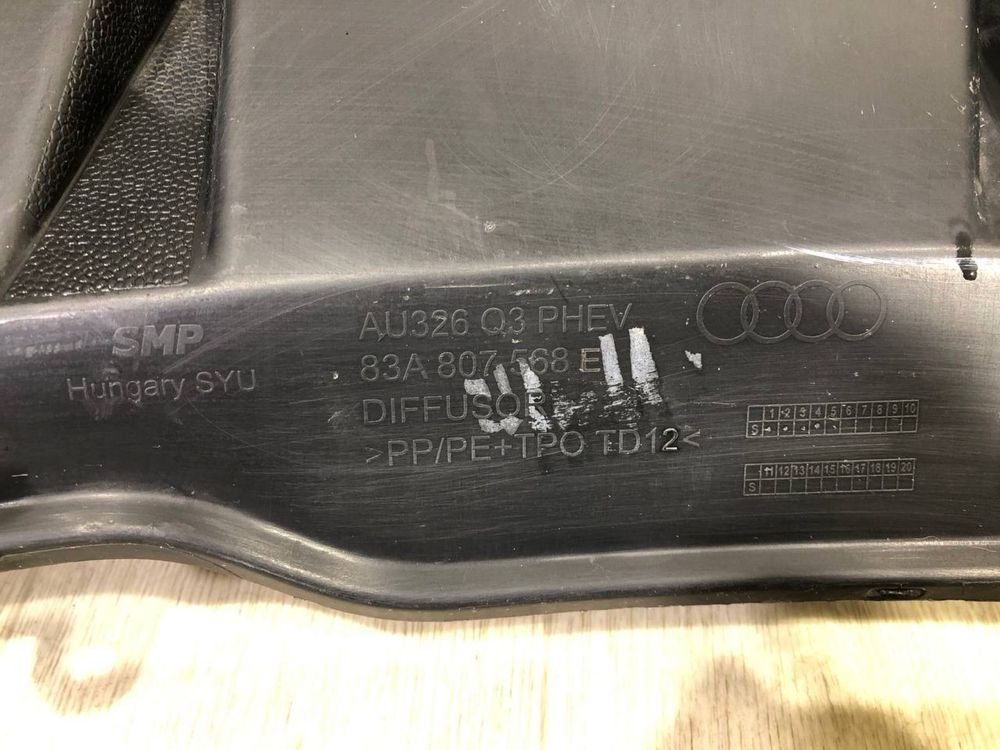 SMP
Hungary SYU
AU326 Q3 PHEV
83A 807 568 E
DIFFUSOR
>PP/PE+TPO TD12<
1 2 3 4 5 6 7 8 9 10
S
11 12 13 14 15 16 17 18 19 20
S